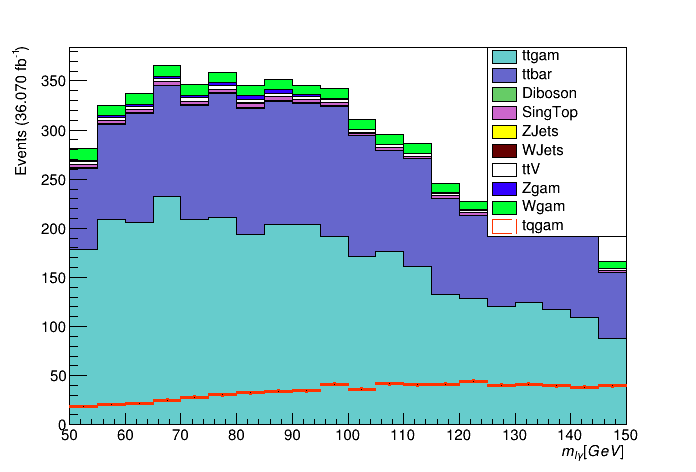 Events (36.070 fb⁻¹)
350
300
250
200
150
100
50
0
50 60 70 80 90 100 110 120 130 140 150
m_lγ [GeV]
ttgam
ttbar
Diboson
SingTop
ZJets
WJets
ttV
Zgam
Wgam
tqgam